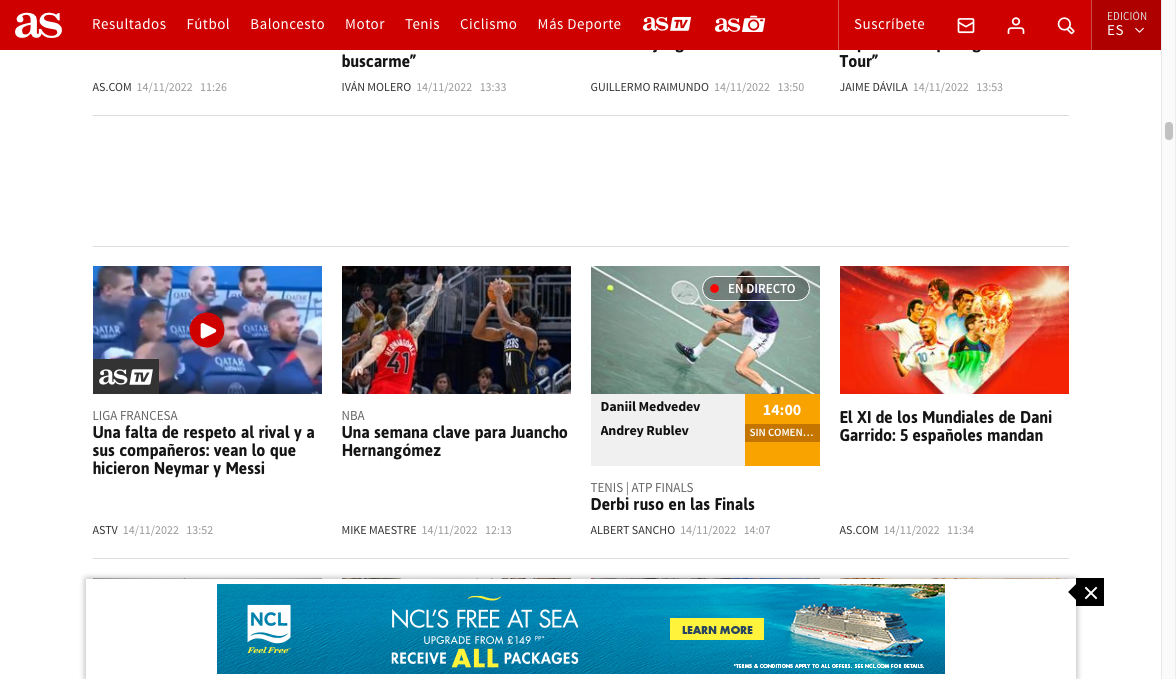 as Resultados Fútbol Baloncesto Motor Tenis Ciclismo Más Deporte as TV as Suscríbete EDICIÓN
ES
buscarme”
Tour”
AS.COM 14/11/2022 11:26
IVÁN MOLERO 14/11/2022 13:33
GUILLERMO RAIMUNDO 14/11/2022 13:50
JAIME DÁVILA 14/11/2022 13:53
QATAR
as TV
LIGA FRANCESA
Una falta de respeto al rival y a
sus compañeros: vean lo que
hicieron Neymar y Messi
ASTV 14/11/2022 13:52
41
NBA
Una semana clave para Juancho
Hernangómez
MIKE MAESTRE 14/11/2022 12:13
EN DIRECTO
Daniil Medvedev
Andrey Rublev
14:00
SIN COMEN...
TENIS | ATP FINALS
Derbi ruso en las Finals
ALBERT SANCHO 14/11/2022 14:07
El XI de los Mundiales de Dani
Garrido: 5 españoles mandan
AS.COM 14/11/2022 11:34
NCL
Feel Free
NCL'S FREE AT SEA
UPGRADE FROM £149 PP*
RECEIVE ALL PACKAGES
LEARN MORE
*TERMS & CONDITIONS APPLY TO ALL OFFERS. SEE NCL.COM FOR DETAILS.